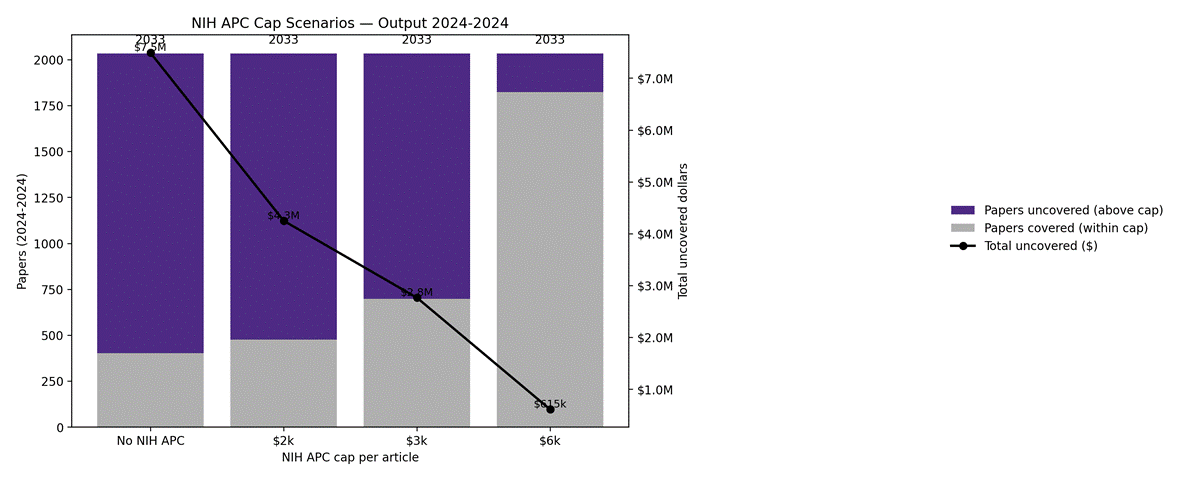 NIH APC Cap Scenarios — Output 2024-2024
2033
2033
2033
2033
$7.5M
$4.3M
$2.8M
$615k
2000
1750
1500
1250
1000
750
500
250
0
Papers (2024-2024)
No NIH APC
$2k
$3k
$6k
NIH APC cap per article
$7.0M
$6.0M
$5.0M
$4.0M
$3.0M
$2.0M
$1.0M
Total uncovered dollars
Papers uncovered (above cap)
Papers covered (within cap)
Total uncovered ($)